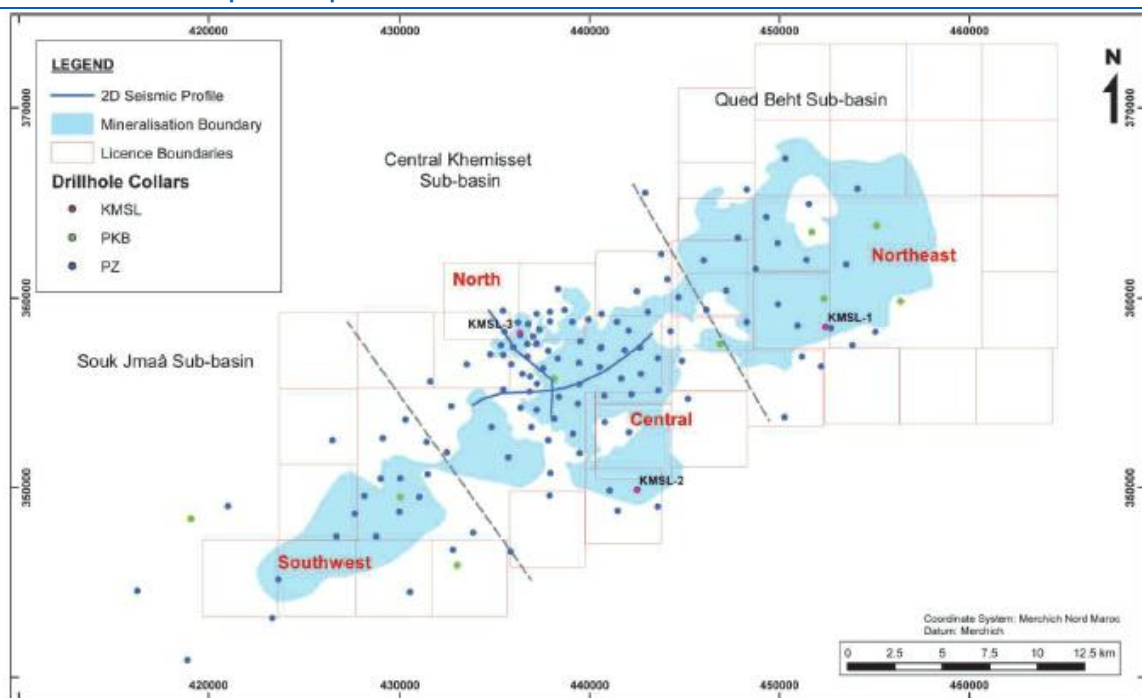 420000 430000 440000 450000 460000
LEGEND
2D Seismic Profile
Mineralisation Boundary
Licence Boundaries
Drillhole Collars
KMSL
PKB
PZ
N
370000
370000
Qued Beht Sub-basin
Central Khemisset
Sub-basin
Northeast
North
360000
360000
KMSL-3
KMSL-1
Souk Jmaâ Sub-basin
Central
KMSL-2
350000
350000
Southwest
Coordinate System: Merchich Nord Maroc
Datum: Merchich
0 2.5 5 7.5 10 12.5 km
420000 430000 440000 450000 460000